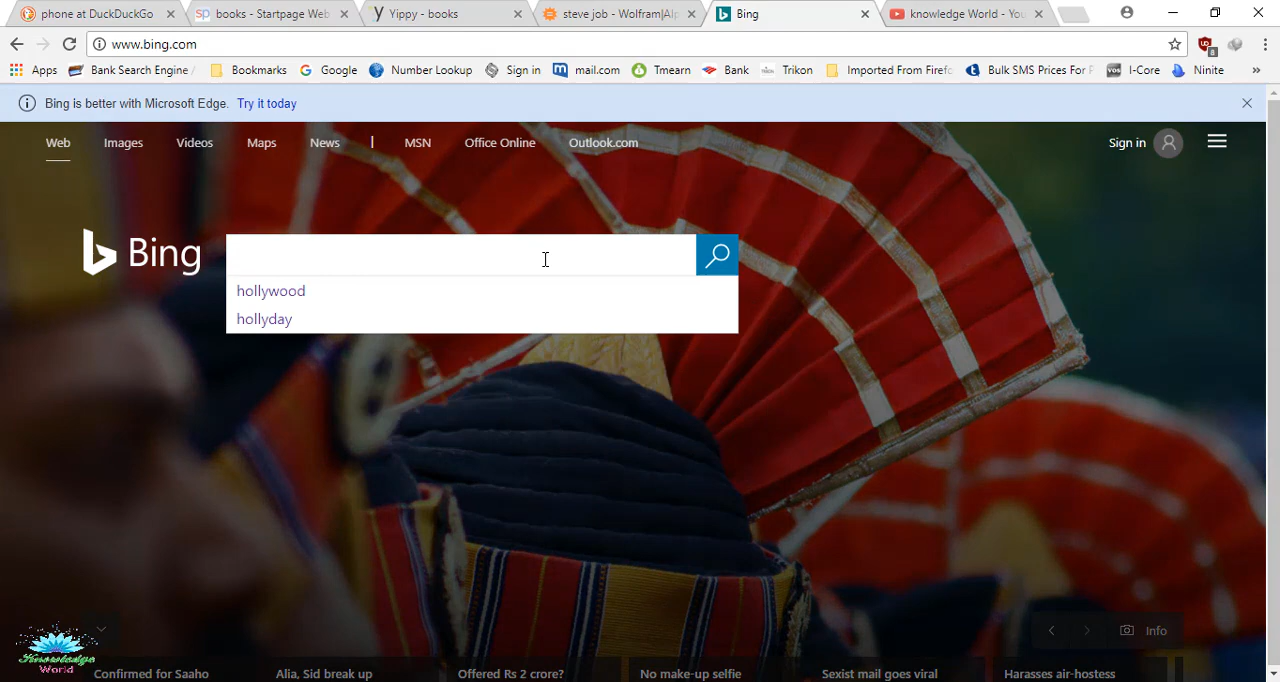 phone at DuckDuckGo
books - Startpage Web
Yippy - books
steve job - Wolfram|Alp
Bing
knowledge World - You
www.bing.com
Apps
Bank Search Engine /
Bookmarks
Google
Number Lookup
Sign in
mail.com
Tmearn
Bank
Trikon
Imported From Firefo
Bulk SMS Prices For F
I-Core
Ninite
Bing is better with Microsoft Edge. Try it today
Web
Images
Videos
Maps
News
|
MSN
Office Online
Outlook.com
Sign in
Bing
hollywood
hollyday
Info
Knowledge
World
Confirmed for Saaho
Alia, Sid break up
Offered Rs 2 crore?
No make-up selfie
Sexist mail goes viral
Harasses air-hostess